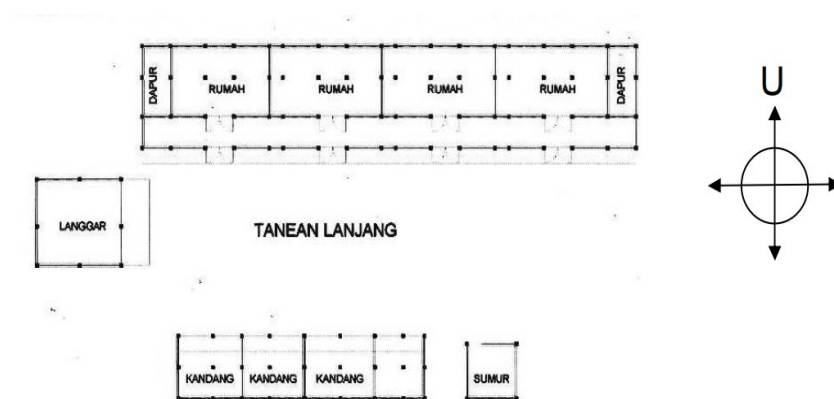 U
DAPUR
RUMAH
RUMAH
RUMAH
RUMAH
DAPUR
LANGGAR
TANEAN LANJANG
KANDANG
KANDANG
KANDANG
SUMUR